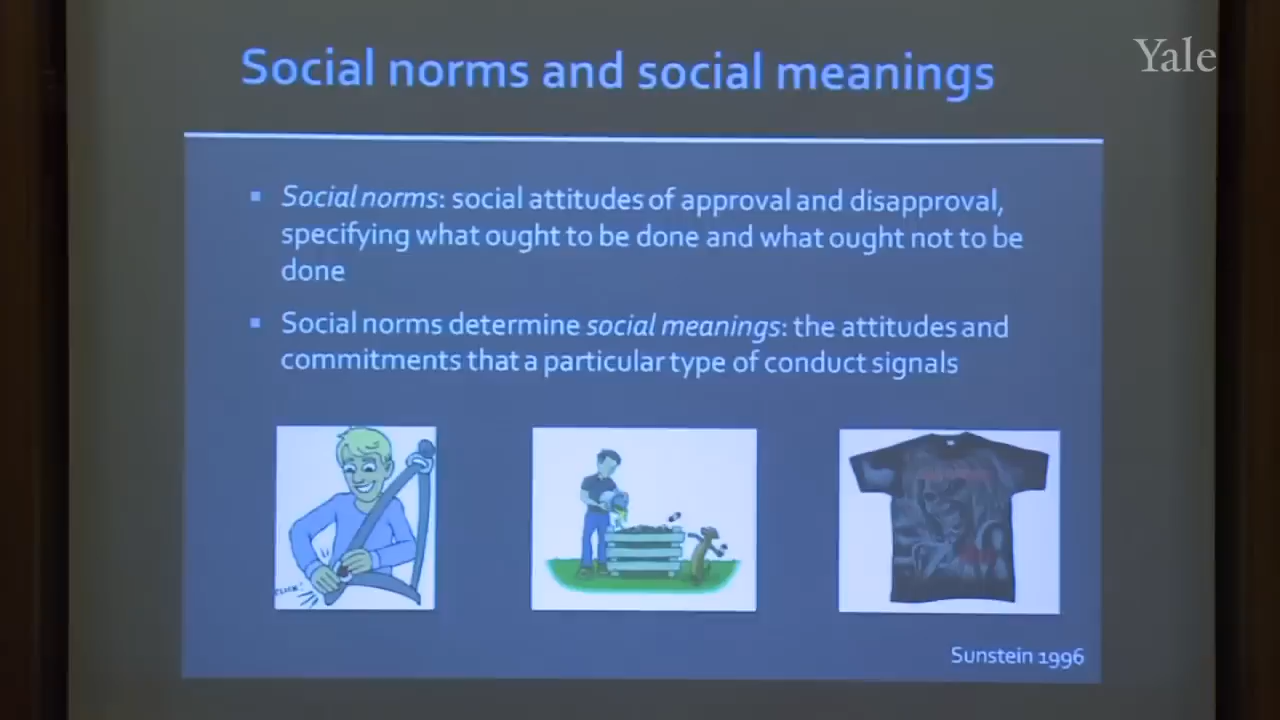 Yale
Social norms and social meanings
Social norms: social attitudes of approval and disapproval,
specifying what ought to be done and what ought not to be
done
Social norms determine social meanings: the attitudes and
commitments that a particular type of conduct signals
CLICK!
Sunstein 1996